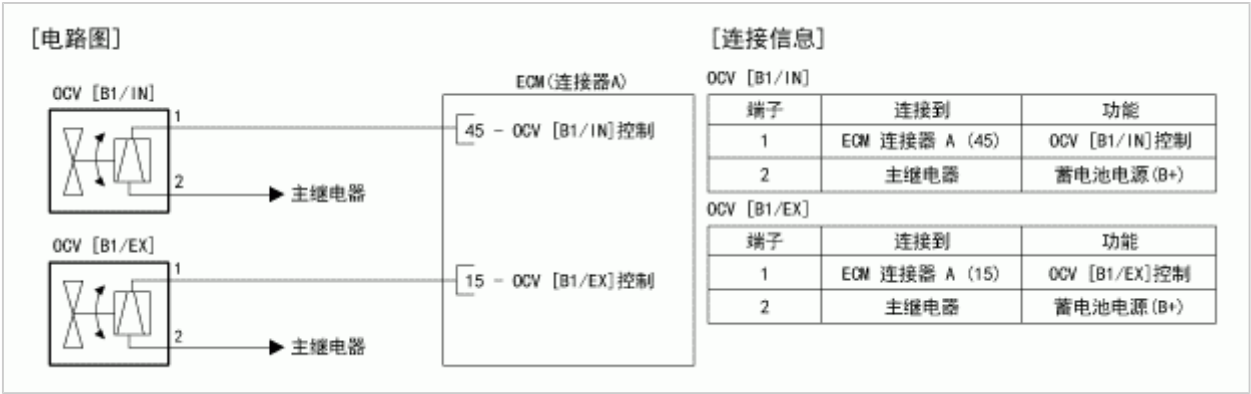 [电路图]
ECM(连接器A)
OCV [B1/IN]
1
45 - OCV [B1/IN]控制
2
主继电器
OCV [B1/EX]
1
15 - OCV [B1/EX]控制
2
主继电器
[连接信息]
OCV [B1/IN]
端子 连接到 功能
1 ECM 连接器 A (45) OCV [B1/IN]控制
2 主继电器 蓄电池电源(B+)
OCV [B1/EX]
端子 连接到 功能
1 ECM 连接器 A (15) OCV [B1/EX]控制
2 主继电器 蓄电池电源(B+)